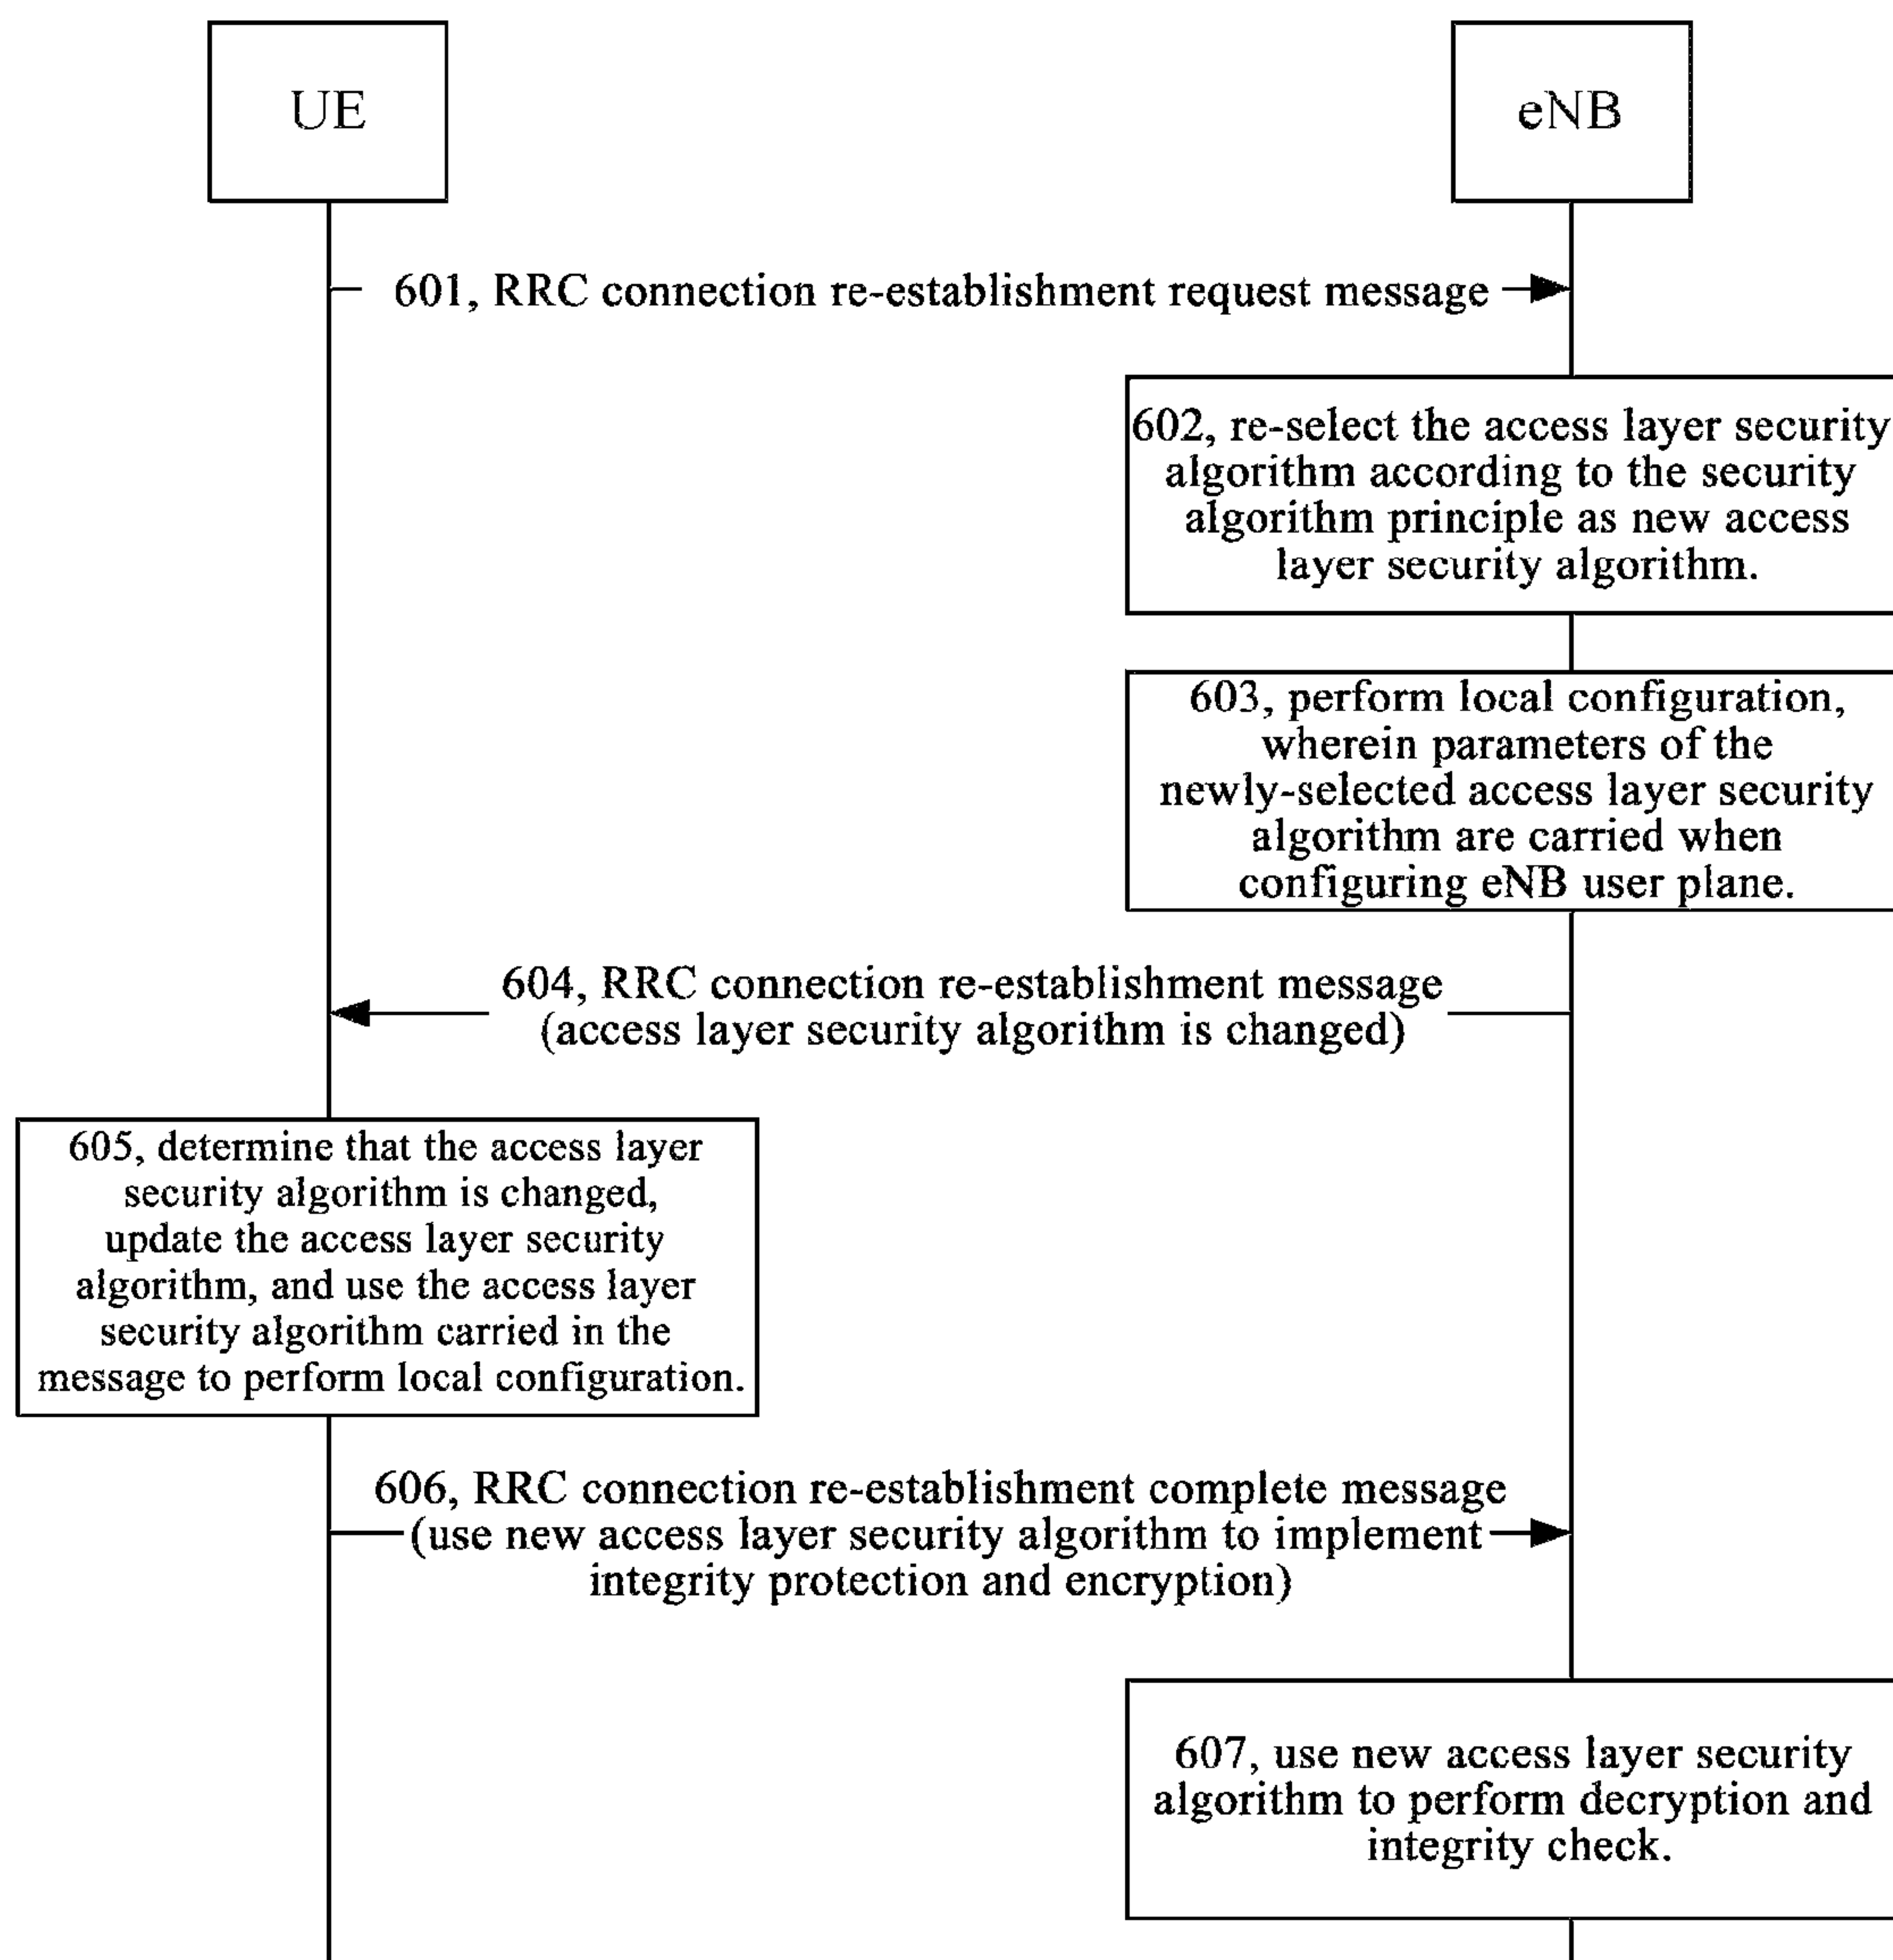 UE
eNB
601, RRC connection re-establishment request message
602, re-select the access layer security
algorithm according to the security
algorithm principle as new access
layer security algorithm.
603, perform local configuration,
wherein parameters of the
newly-selected access layer security
algorithm are carried when
configuring eNB user plane.
604, RRC connection re-establishment message
(access layer security algorithm is changed)
605, determine that the access layer
security algorithm is changed,
update the access layer security
algorithm, and use the access layer
security algorithm carried in the
message to perform local configuration.
606, RRC connection re-establishment complete message
(use new access layer security algorithm to implement
integrity protection and encryption)
607, use new access layer security
algorithm to perform decryption and
integrity check.